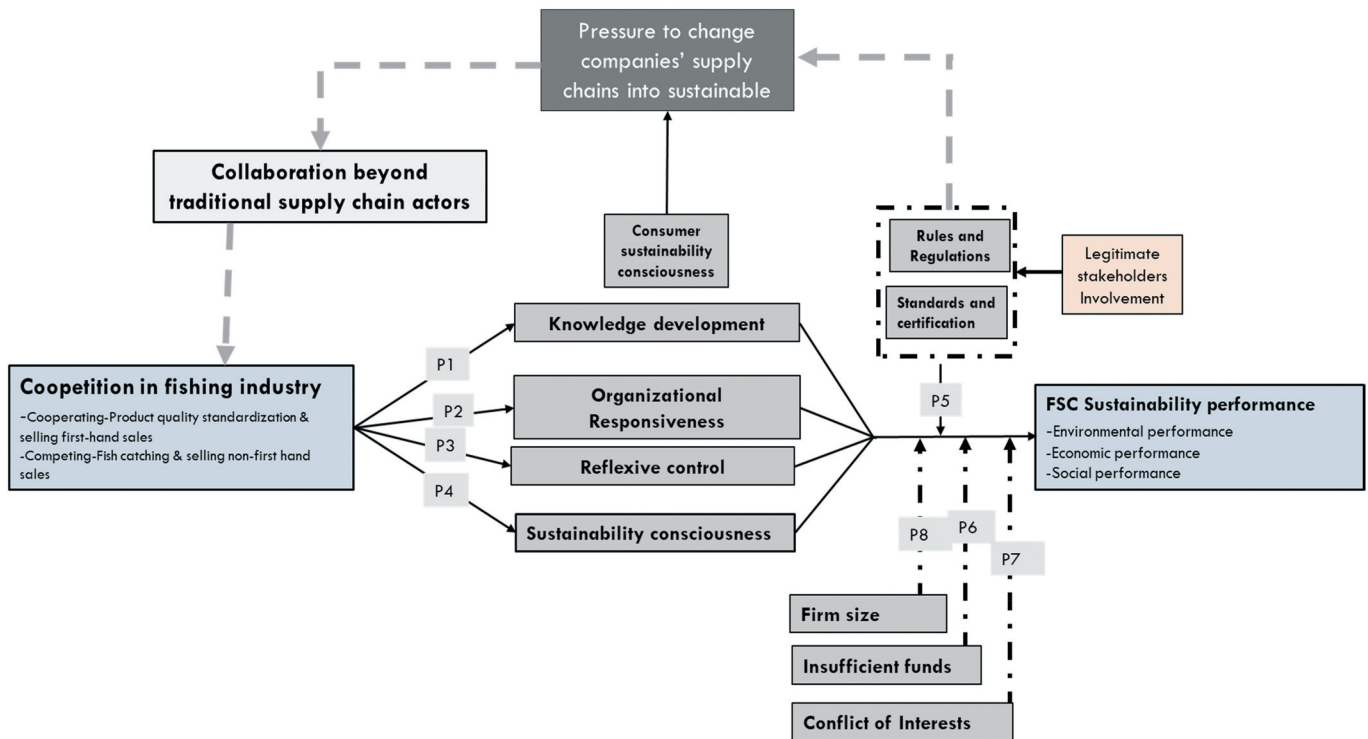 Pressure to change
companies' supply
chains into sustainable
Collaboration beyond
traditional supply chain actors
Consumer
sustainability
consciousness
Rules and
Regulations
Standards and
certification
Legitimate
stakeholders
Involvement
Coopetition in fishing industry
-Cooperating-Product quality standardization &
selling first-hand sales
-Competing-Fish catching & selling non-first hand
sales
P1
P2
P3
P4
Knowledge development
Organizational
Responsiveness
Reflexive control
Sustainability consciousness
P5
FSC Sustainability performance
-Environmental performance
-Economic performance
-Social performance
P8
P6
P7
Firm size
Insufficient funds
Conflict of Interests